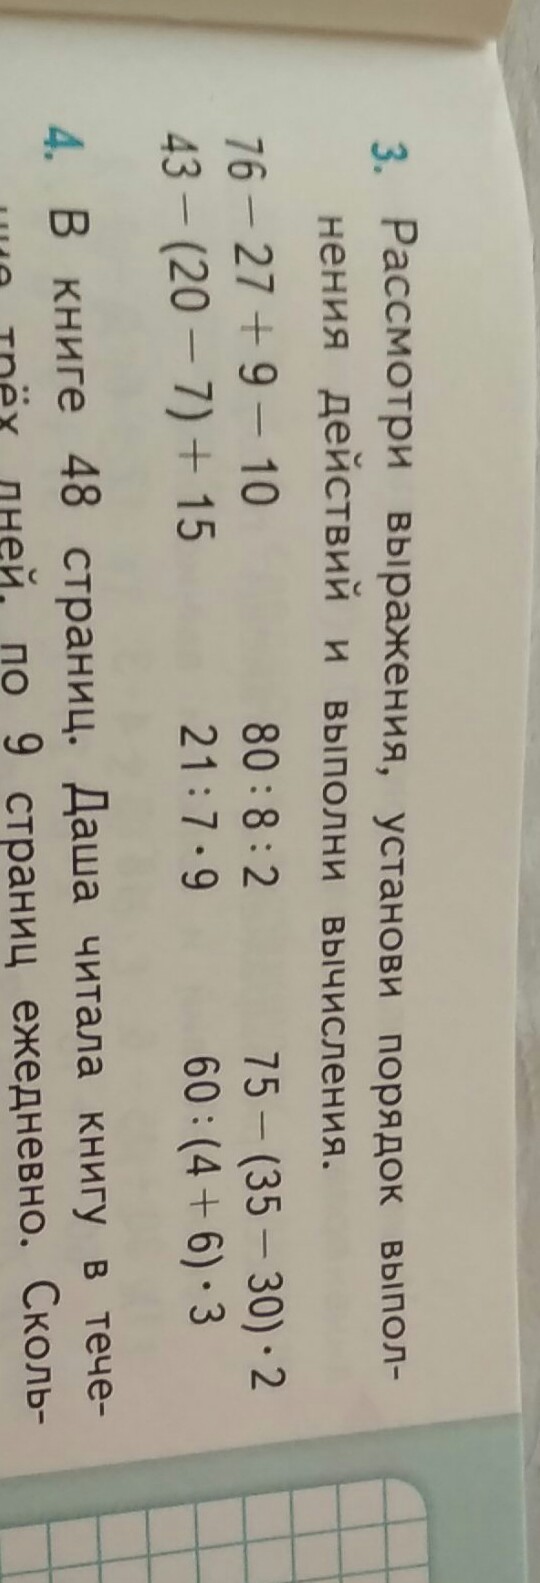 3. Рассмотри выражения, установи порядок выпол-
нения действий и выполни вычисления.
76 – 27 + 9 – 10 80 : 8 : 2 75 – (35 – 30) · 2
43 – (20 – 7) + 15 21 : 7 · 9 60 : (4 + 6) · 3
4. В книге 48 страниц. Даша читала книгу в тече-
ние трёх дней, по 9 страниц ежедневно. Сколь-